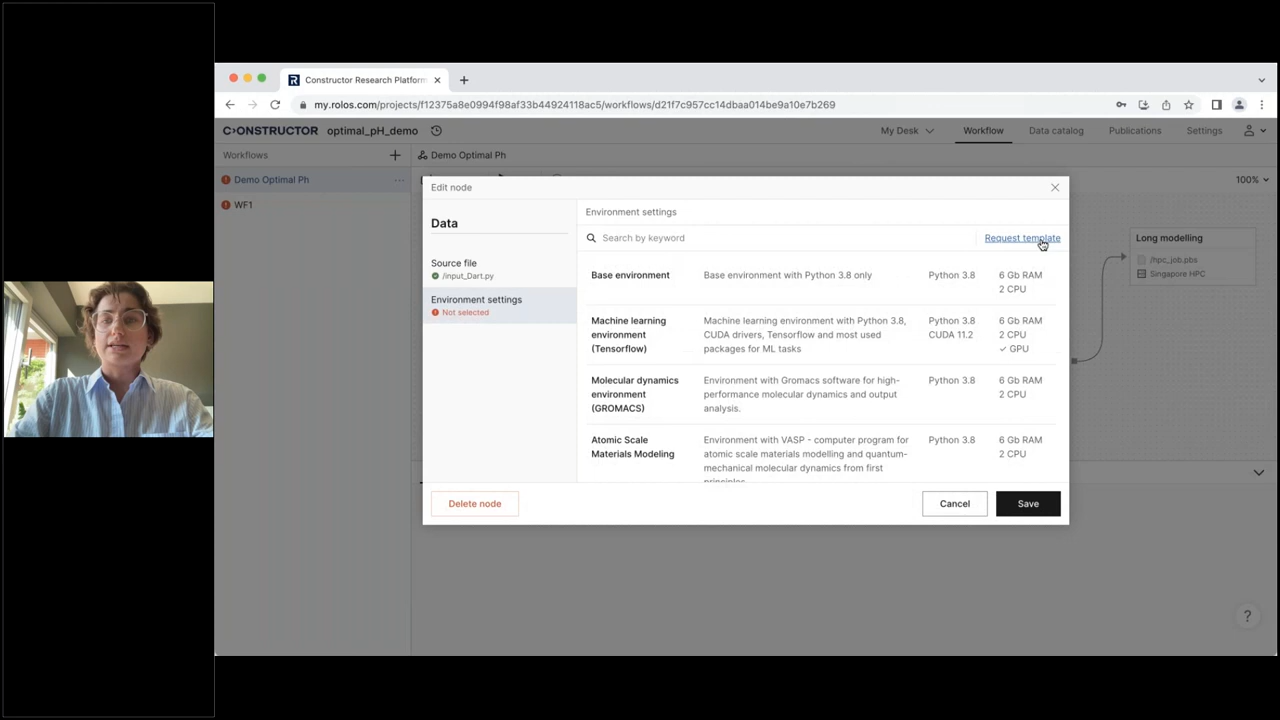 Constructor Research Platform
my.rolos.com/projects/f12375a8e0994f98af33b44924118ac5/workflows/d21f7c957cc14dbaa014be9a10e7b269
CONSTRUCTOR optimal_pH_demo My Desk Workflow Data catalog Publications Settings
Workflows Demo Optimal Ph
Demo Optimal Ph 100%
WF1
Edit node
Data
Source file
/input_Dart.py
Environment settings
Not selected
Environment settings
Search by keyword Request template
Base environment Base environment with Python 3.8 only Python 3.8 6 Gb RAM
2 CPU
Machine learning Machine learning environment with Python 3.8, Python 3.8 6 Gb RAM
environment CUDA drivers, Tensorflow and most used CUDA 11.2 2 CPU
(Tensorflow) packages for ML tasks ✓ GPU
Molecular dynamics Environment with Gromacs software for high- Python 3.8 6 Gb RAM
environment performance molecular dynamics and output 2 CPU
(GROMACS) analysis.
Atomic Scale Environment with VASP - computer program for Python 3.8 6 Gb RAM
Materials Modeling atomic scale materials modelling and quantum- 2 CPU
mechanical molecular dynamics from first
principles
Delete node Cancel Save
Long modelling
/hpc_job.pbs
Singapore HPC
?